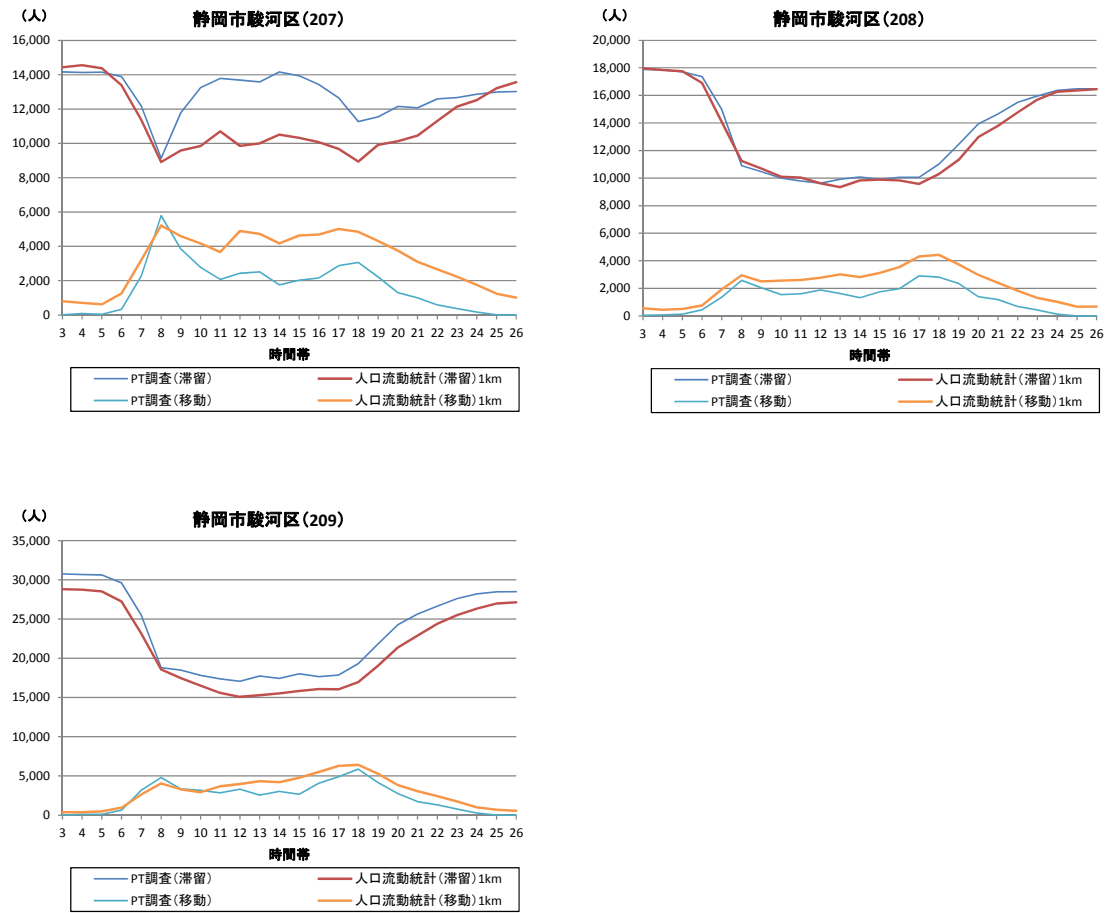 (人)
静岡市駿河区(207)
16,000
14,000
12,000
10,000
8,000
6,000
4,000
2,000
0
3 4 5 6 7 8 9 10 11 12 13 14 15 16 17 18 19 20 21 22 23 24 25 26
時間帯
PT調査(滞留) 人口流動統計(滞留)1km
PT調査(移動) 人口流動統計(移動)1km
(人)
静岡市駿河区(208)
20,000
18,000
16,000
14,000
12,000
10,000
8,000
6,000
4,000
2,000
0
3 4 5 6 7 8 9 10 11 12 13 14 15 16 17 18 19 20 21 22 23 24 25 26
時間帯
PT調査(滞留) 人口流動統計(滞留)1km
PT調査(移動) 人口流動統計(移動)1km
(人)
静岡市駿河区(209)
35,000
30,000
25,000
20,000
15,000
10,000
5,000
0
3 4 5 6 7 8 9 10 11 12 13 14 15 16 17 18 19 20 21 22 23 24 25 26
時間帯
PT調査(滞留) 人口流動統計(滞留)1km
PT調査(移動) 人口流動統計(移動)1km